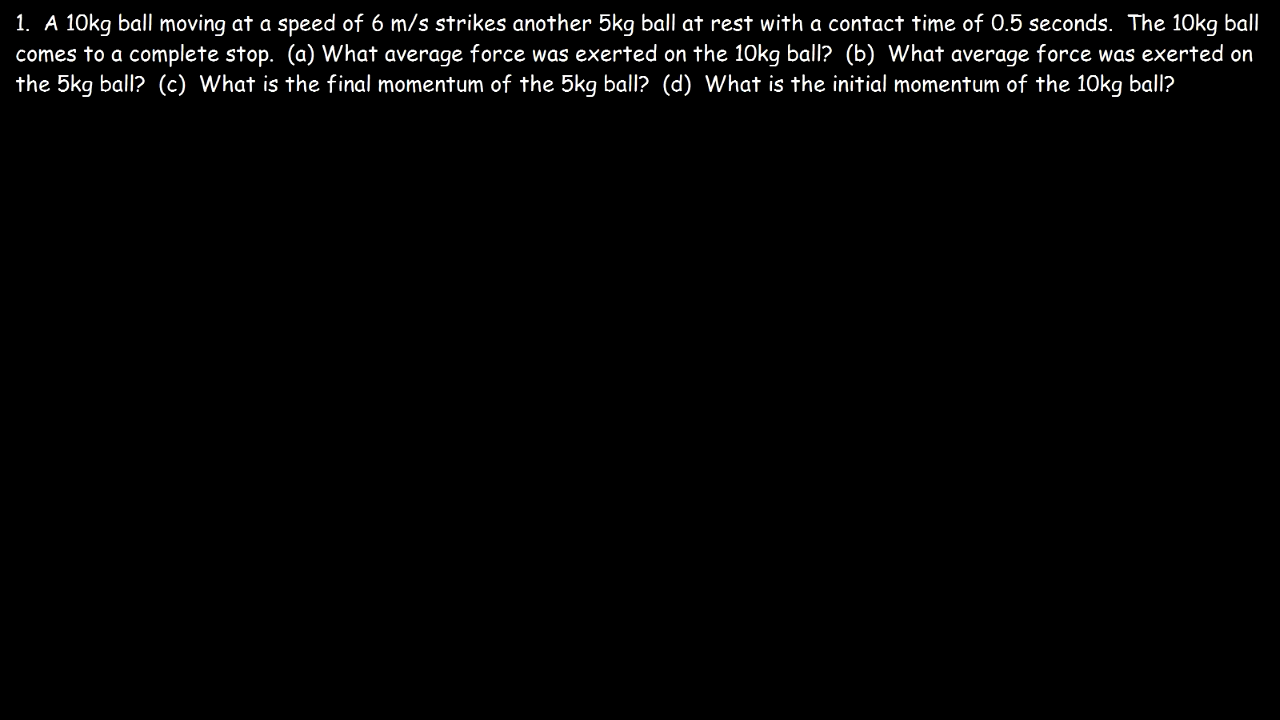 1.  A 10kg ball moving at a speed of 6 m/s strikes another 5kg ball at rest with a contact time of 0.5 seconds.  The 10kg ball
comes to a complete stop.  (a) What average force was exerted on the 10kg ball?  (b)  What average force was exerted on
the 5kg ball?  (c)  What is the final momentum of the 5kg ball?  (d)  What is the initial momentum of the 10kg ball?